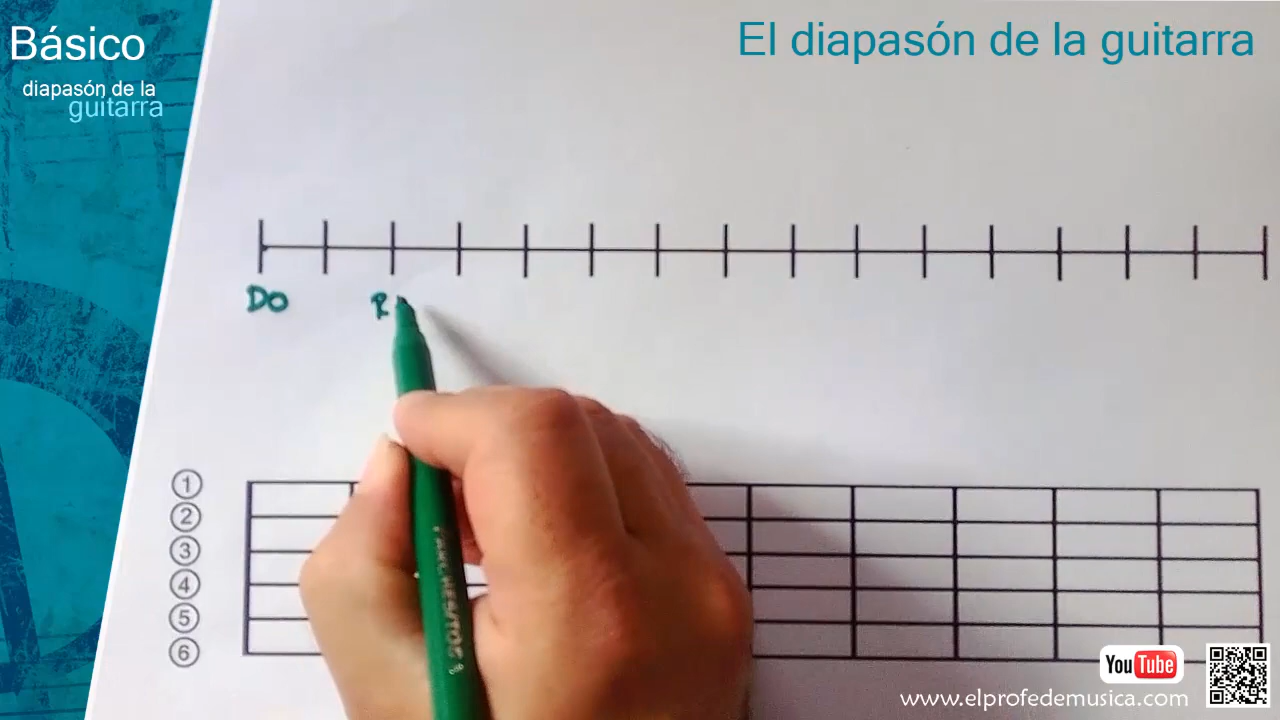 Básico
diapasón de la
guitarra
El diapasón de la guitarra
DO
R
1
2
3
4
5
6
YouTube
www.elprofedemusica.com